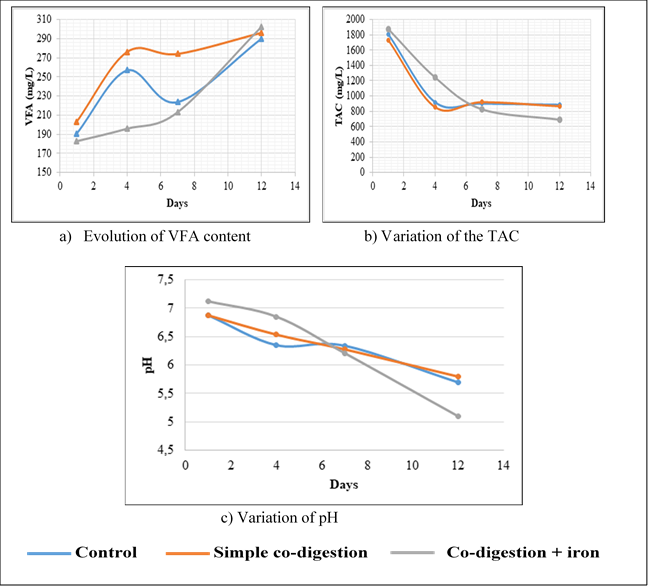 310
290
270
250
230
210
190
170
150
VFA (mg/L)
0 2 4 6 8 10 12 14
Days
a) Evolution of VFA content
2000
1800
1600
1400
1200
1000
800
600
400
200
0
TAC (mg/L)
0 2 4 6 8 10 12 14
Days
b) Variation of the TAC
7,5
7
6,5
6
5,5
5
4,5
pH
0 2 4 6 8 10 12 14
Days
c) Variation of pH
Control Simple co-digestion Co-digestion + iron